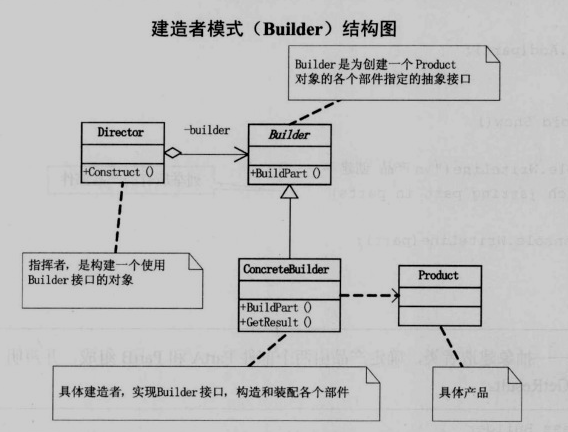 建造者模式（Builder）结构图
Builder是为创建一个Product
对象的各个部件指定的抽象接口
Director
-builder
Builder
+Construct()
+BuildPart()
指挥者，是构建一个使用
Builder接口的对象
ConcreteBuilder
Product
+BuildPart()
+GetResult()
具体建造者，实现Builder接口，构造和装配各个部件
具体产品